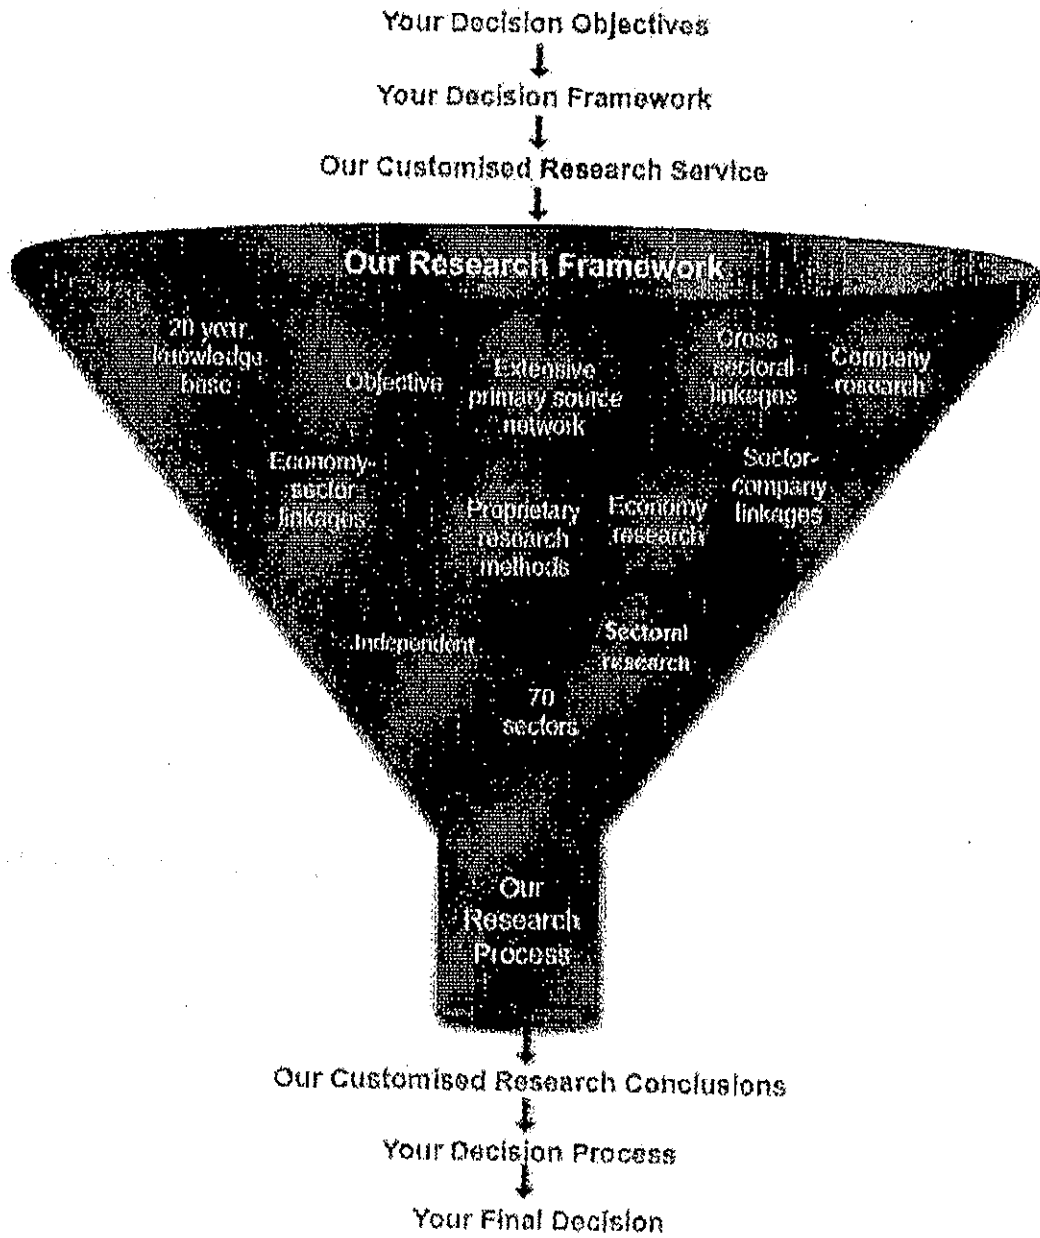 Your Decision Objectives
Your Decision Framework
Our Customised Research Service
Our Research Framework
20 year
knowledge
base
Objective
Extensive
primary source
network
Cross -
sectoral
linkages
Company
research
Economy-
sector
linkages
Proprietary
research
methods
Economy
research
Sector-
company
linkages
Independent
Sectoral
research
70
sectors
Our
Research
Process
Our Customised Research Conclusions
Your Decision Process
Your Final Decision